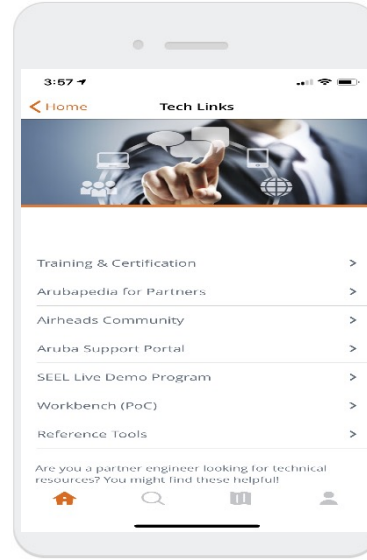 3:57
Home
Tech Links
Training & Certification
Arubapedia for Partners
Airheads Community
Aruba Support Portal
SEEL Live Demo Program
Workbench (PoC)
Reference Tools
Are you a partner engineer looking for technical
resources? You might find these helpful!